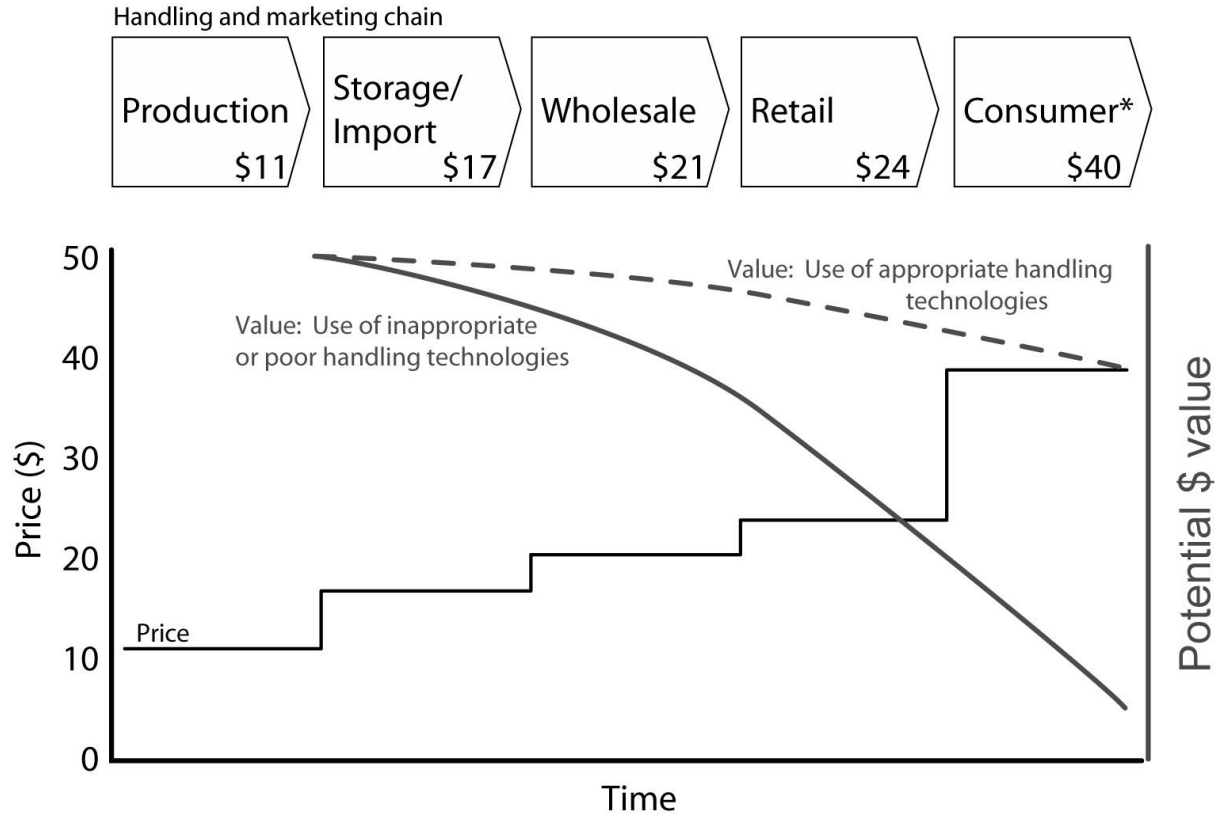 Handling and marketing chain
Production
$11
Storage/
Import
$17
Wholesale
$21
Retail
$24
Consumer*
$40
50
40
30
20
10
0
Price ($)
Value: Use of appropriate handling
technologies
Value: Use of inappropriate
or poor handling technologies
Price
Potential $ value
Time